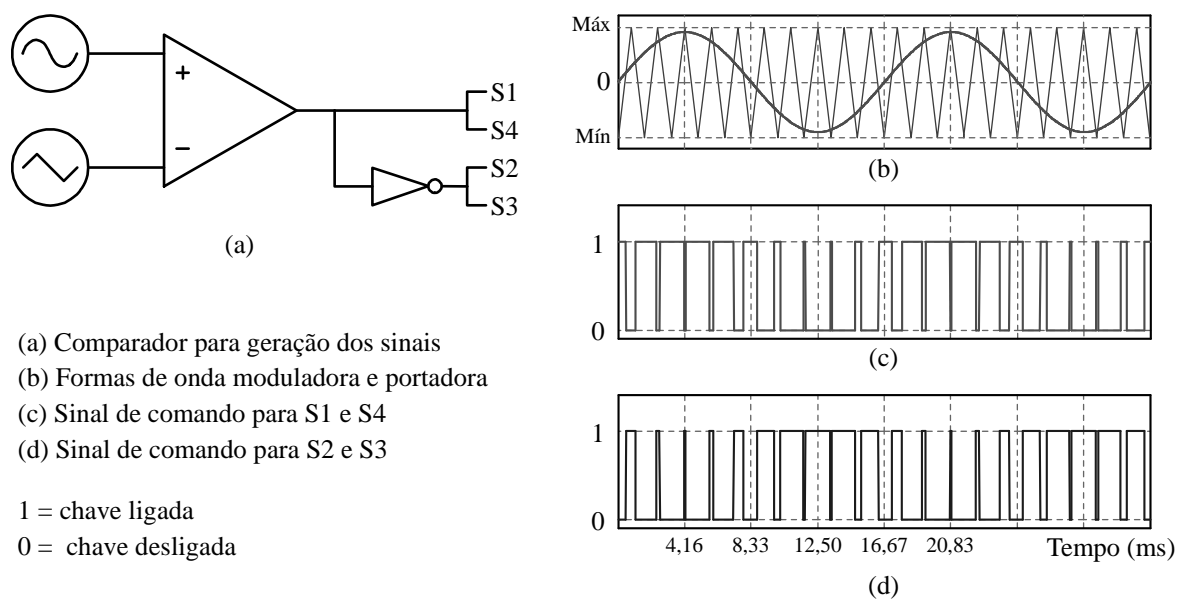 +
−
S1
S4
S2
S3
(a)
(a) Comparador para geração dos sinais
(b) Formas de onda moduladora e portadora
(c) Sinal de comando para S1 e S4
(d) Sinal de comando para S2 e S3
1 = chave ligada
0 = chave desligada
Máx
0
Mín
(b)
1
0
(c)
1
0
4,16 8,33 12,50 16,67 20,83 Tempo (ms)
(d)